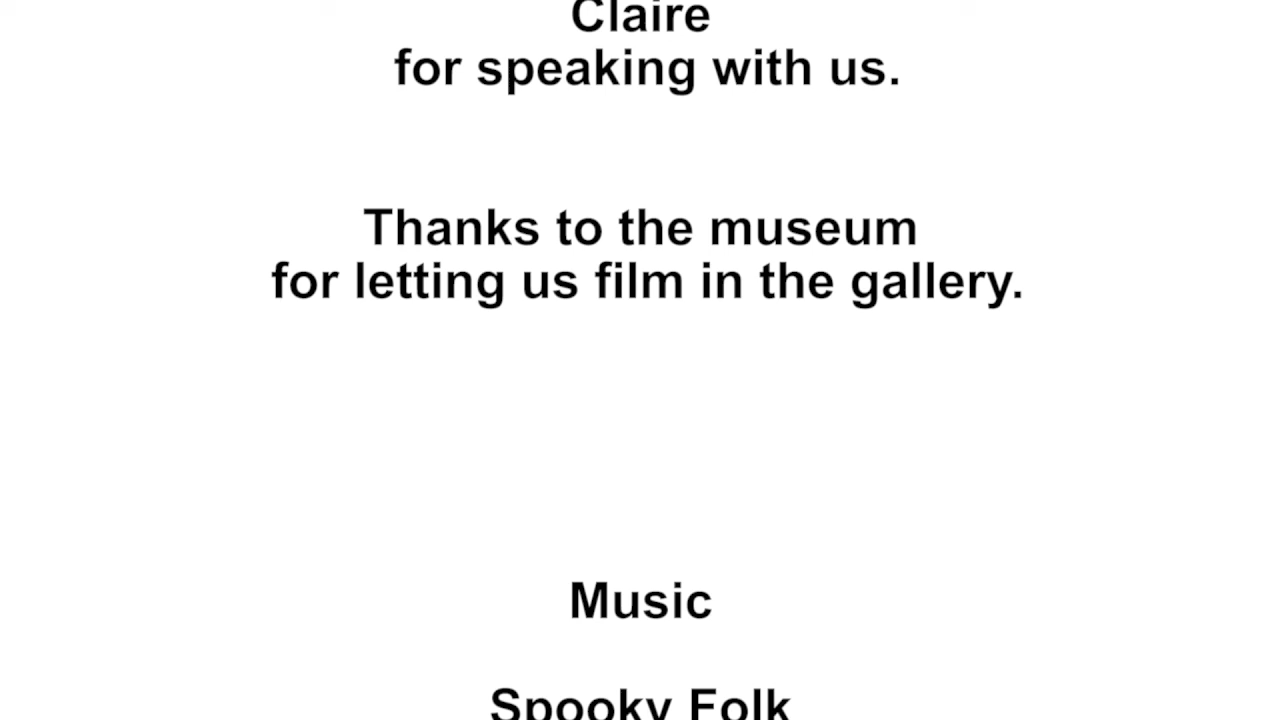 Claire
for speaking with us.
Thanks to the museum
for letting us film in the gallery.
Music
Spooky Folk